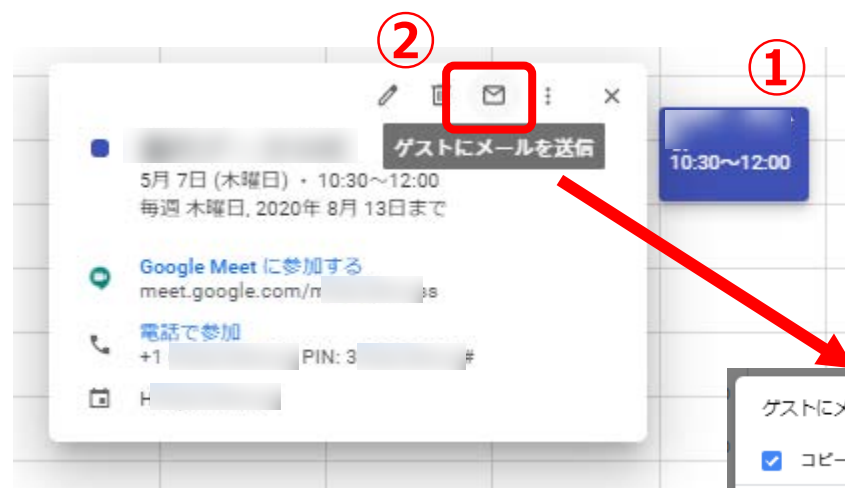 ②
①
ゲストにメールを送信
10:30～12:00
5月 7日 (木曜日) ・ 10:30～12:00
毎週 木曜日, 2020年 8月 13日まで
Google Meet に参加する
meet.google.com/m ss
電話で参加
+1 PIN: 3 #
H
ゲストにメ
コピー